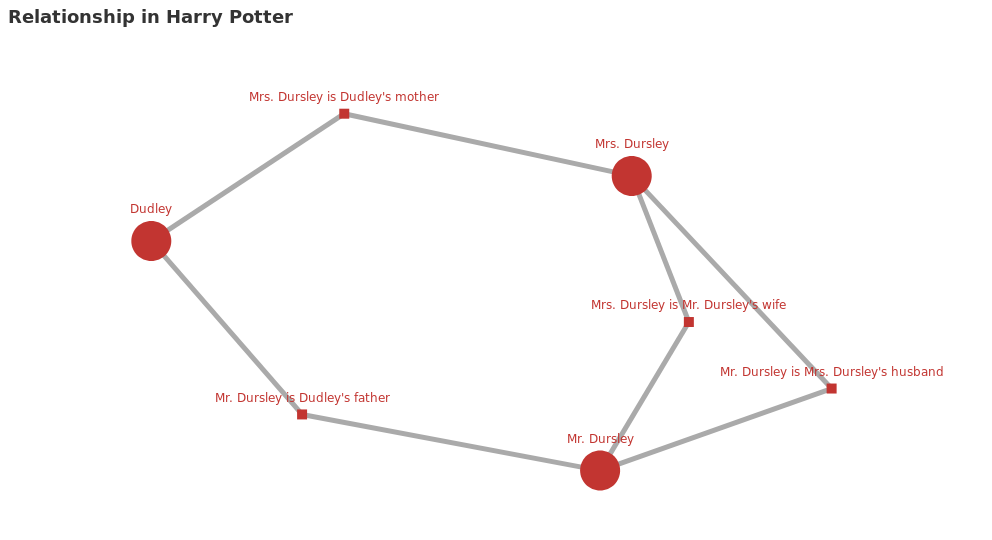 Relationship in Harry Potter
Mrs. Dursley is Dudley's mother
Mrs. Dursley
Dudley
Mrs. Dursley is Mr. Dursley's wife
Mr. Dursley is Mrs. Dursley's husband
Mr. Dursley is Dudley's father
Mr. Dursley